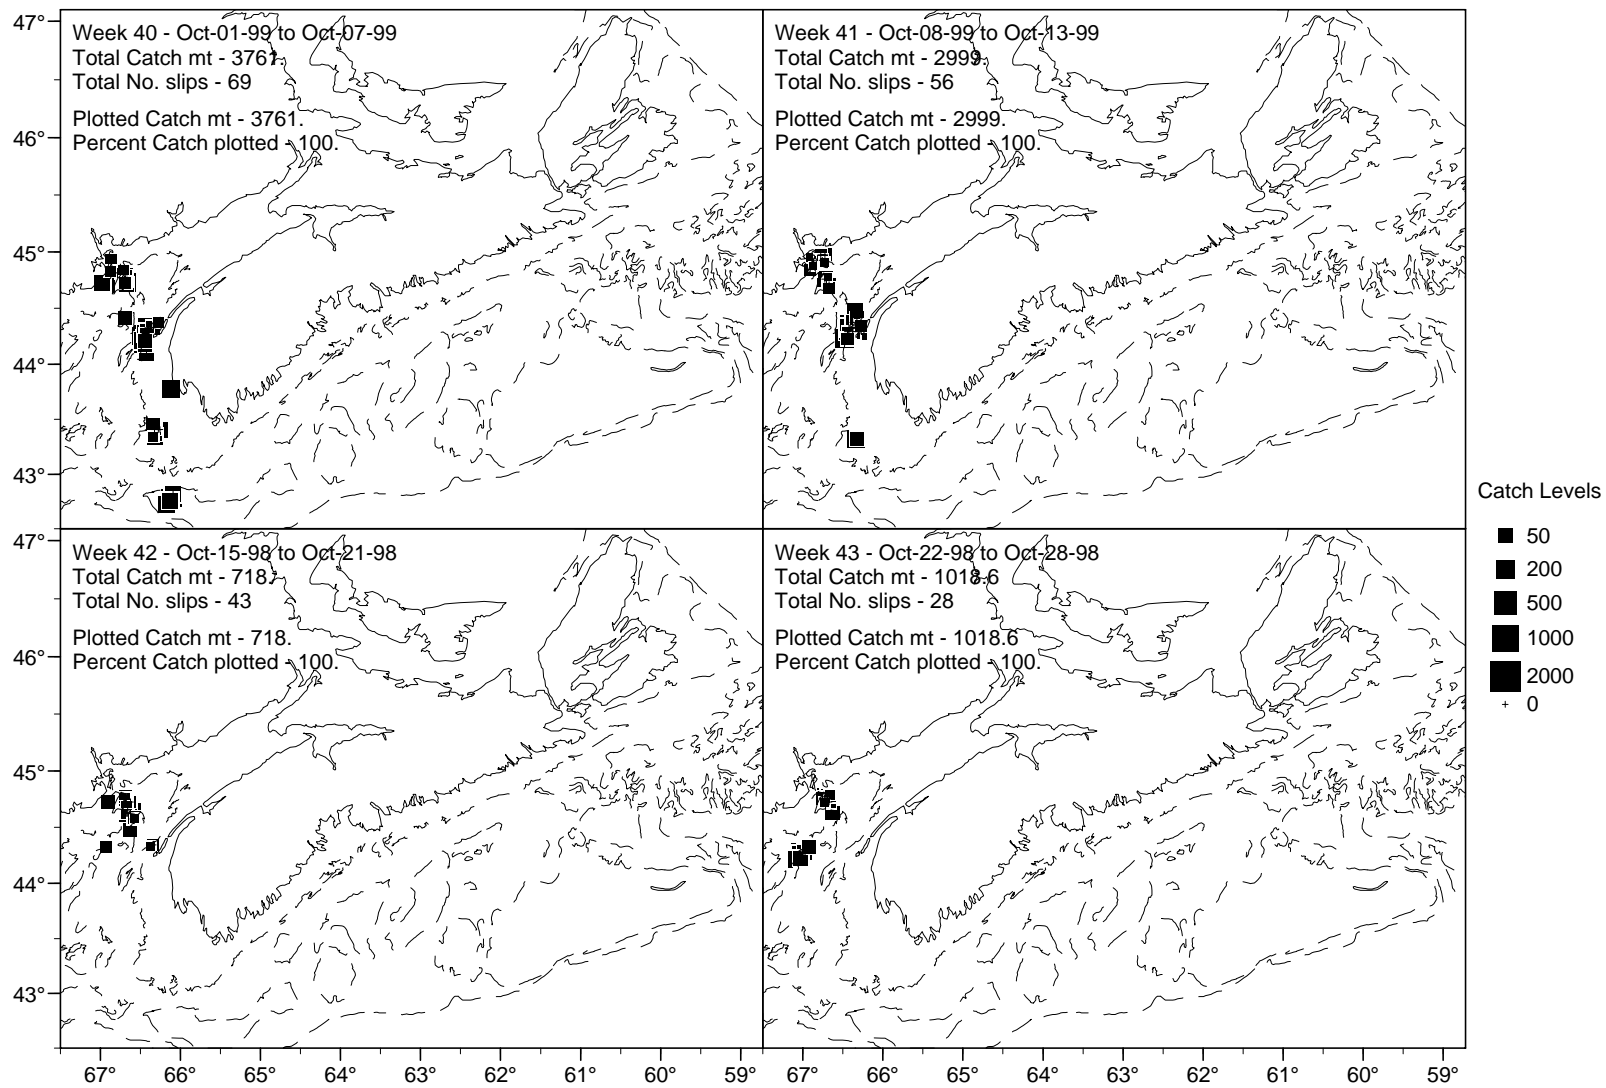 Week 40 - Oct-01-99 to Oct-07-99
Total Catch mt - 3761.
Total No. slips - 69
Plotted Catch mt - 3761.
Percent Catch plotted - 100.
Week 41 - Oct-08-99 to Oct-13-99
Total Catch mt - 2999.
Total No. slips - 56
Plotted Catch mt - 2999.
Percent Catch plotted - 100.
47°
46°
45°
44°
43°
Week 42 - Oct-15-98 to Oct-21-98
Total Catch mt - 718.
Total No. slips - 43
Plotted Catch mt - 718.
Percent Catch plotted - 100.
Week 43 - Oct-22-98 to Oct-28-98
Total Catch mt - 1018.6
Total No. slips - 28
Plotted Catch mt - 1018.6
Percent Catch plotted - 100.
47°
46°
45°
44°
43°
67° 66° 65° 64° 63° 62° 61° 60° 59°
67° 66° 65° 64° 63° 62° 61° 60° 59°
Catch Levels
50
200
500
1000
2000
0